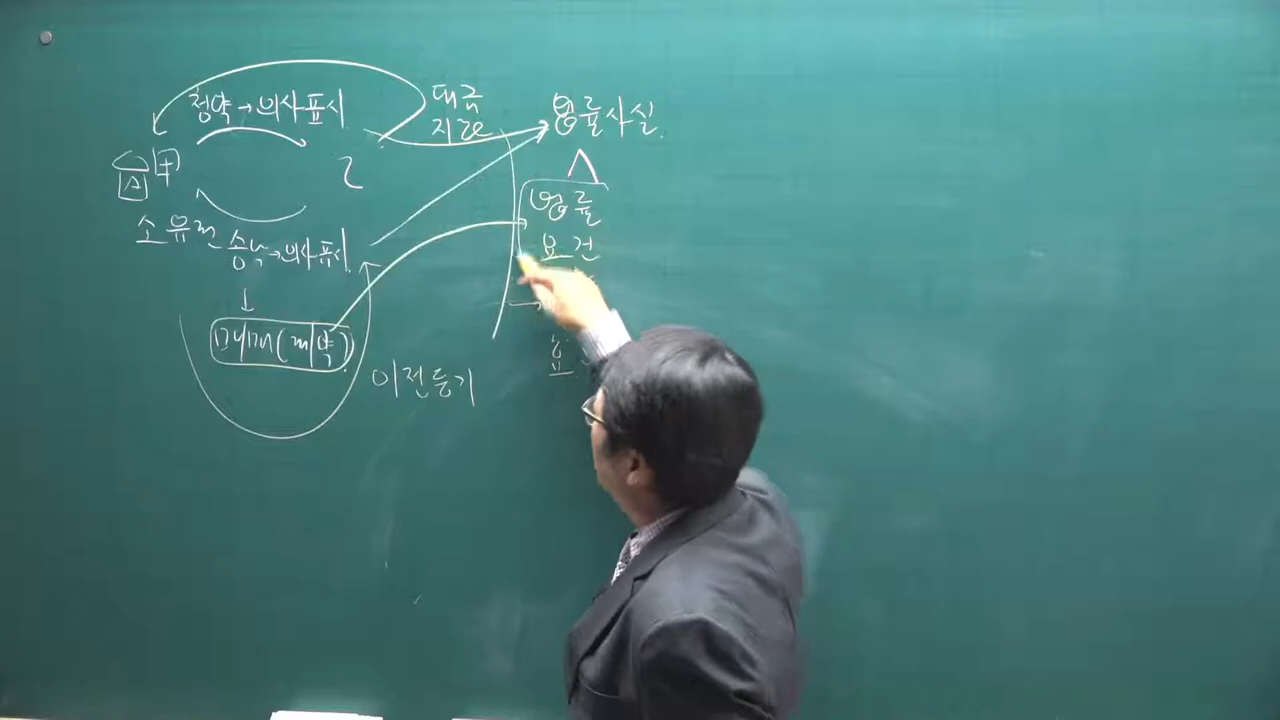 청약→의사표시
대금
지급
법률사실.
甲
乙
법률
요건
소유권
승낙→의사표시
↓
매매(계약)
이전등기
효